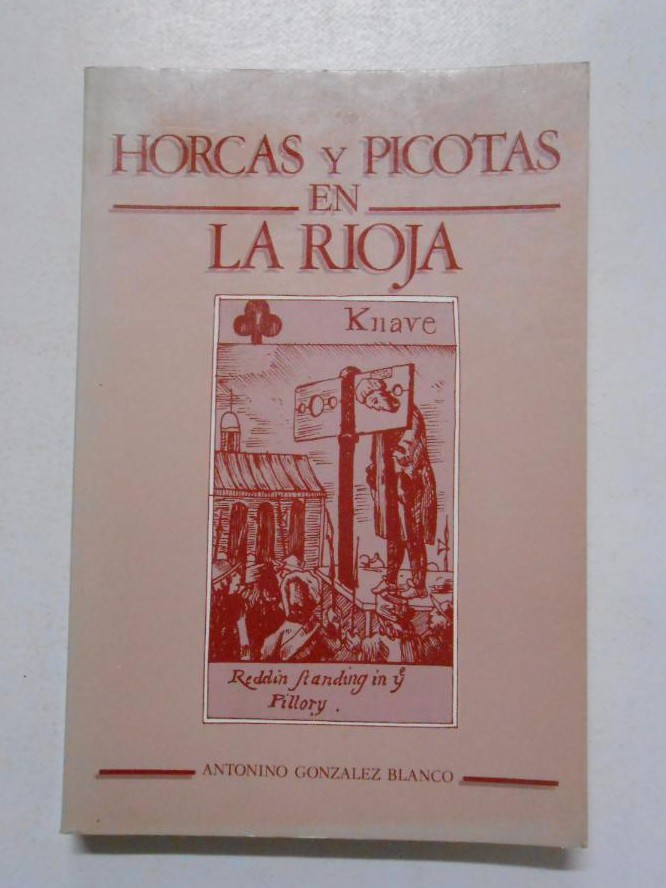 HORCAS Y PICOTAS
EN
LA RIOJA
Knave
Reddin standing in yͤ
Pillory .
ANTONINO GONZALEZ BLANCO